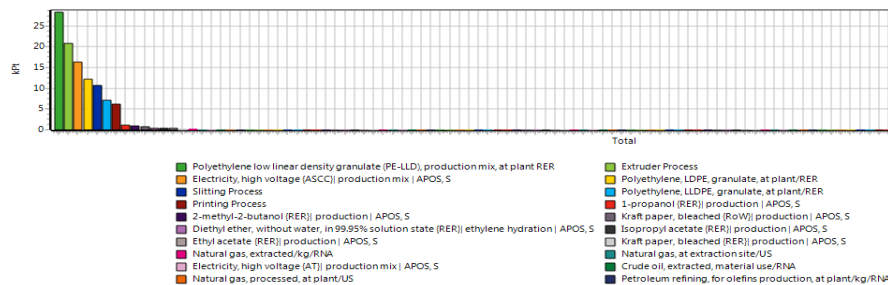 25
20
15
10
5
0
kPt
Total
Polyethylene low linear density granulate (PE-LLD), production mix, at plant RER
Extruder Process
Electricity, high voltage {ASCC}| production mix | APOS, S
Polyethylene, LDPE, granulate, at plant/RER
Slitting Process
Polyethylene, LLDPE, granulate, at plant/RER
Printing Process
1-propanol {RER}| production | APOS, S
2-methyl-2-butanol {RER}| production | APOS, S
Kraft paper, bleached {RoW}| production | APOS, S
Diethyl ether, without water, in 99.95% solution state {RER}| ethylene hydration | APOS, S
Isopropyl acetate {RER}| production | APOS, S
Ethyl acetate {RER}| production | APOS, S
Kraft paper, bleached {RER}| production | APOS, S
Natural gas, extracted/kg/RNA
Natural gas, at extraction site/US
Electricity, high voltage {AT}| production mix | APOS, S
Crude oil, extracted, material use/RNA
Natural gas, processed, at plant/US
Petroleum refining, for olefins production, at plant/kg/RNA